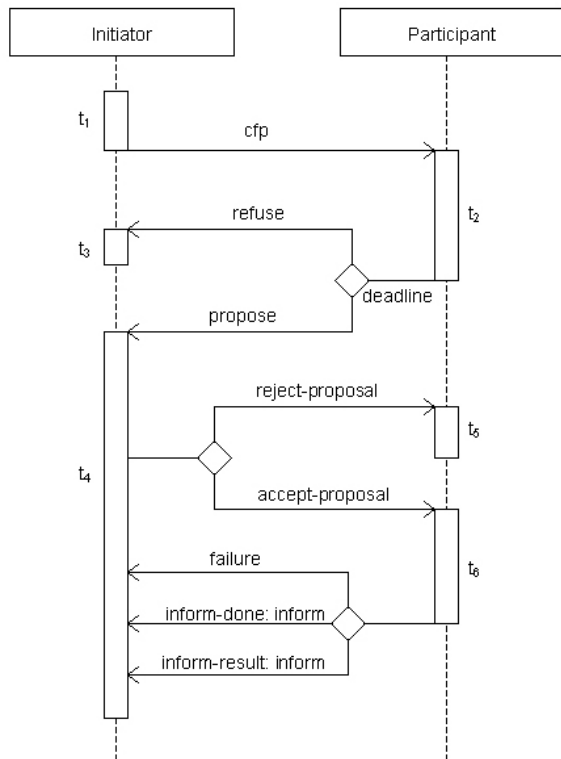 Initiator
Participant
t₁
cfp
t₂
refuse
t₃
deadline
propose
reject-proposal
t₅
t₄
accept-proposal
failure
t₆
inform-done: inform
inform-result: inform